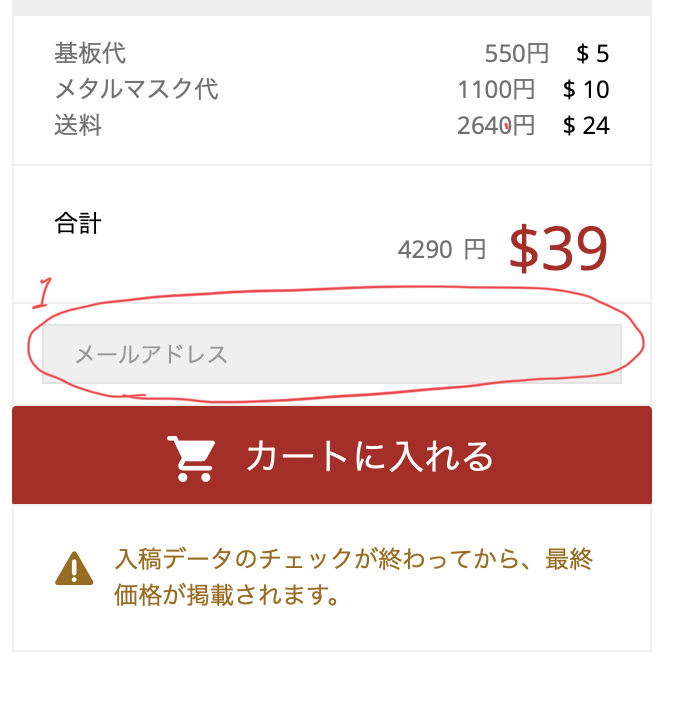 基板代 550円 $ 5
メタルマスク代 1100円 $ 10
送料 2640円 $ 24
合計
4290 円 $39
1
メールアドレス
カートに入れる
入稿データのチェックが終わってから、最終
価格が掲載されます。